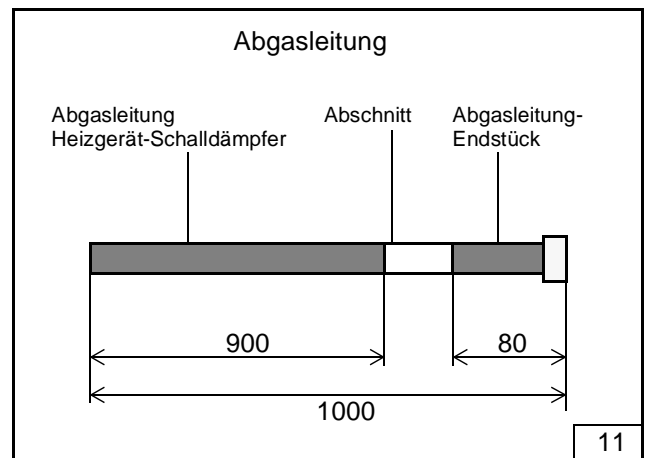 Abgasleitung
Abgasleitung
Heizgerät-Schalldämpfer
Abschnitt
Abgasleitung-
Endstück
900
80
1000
11